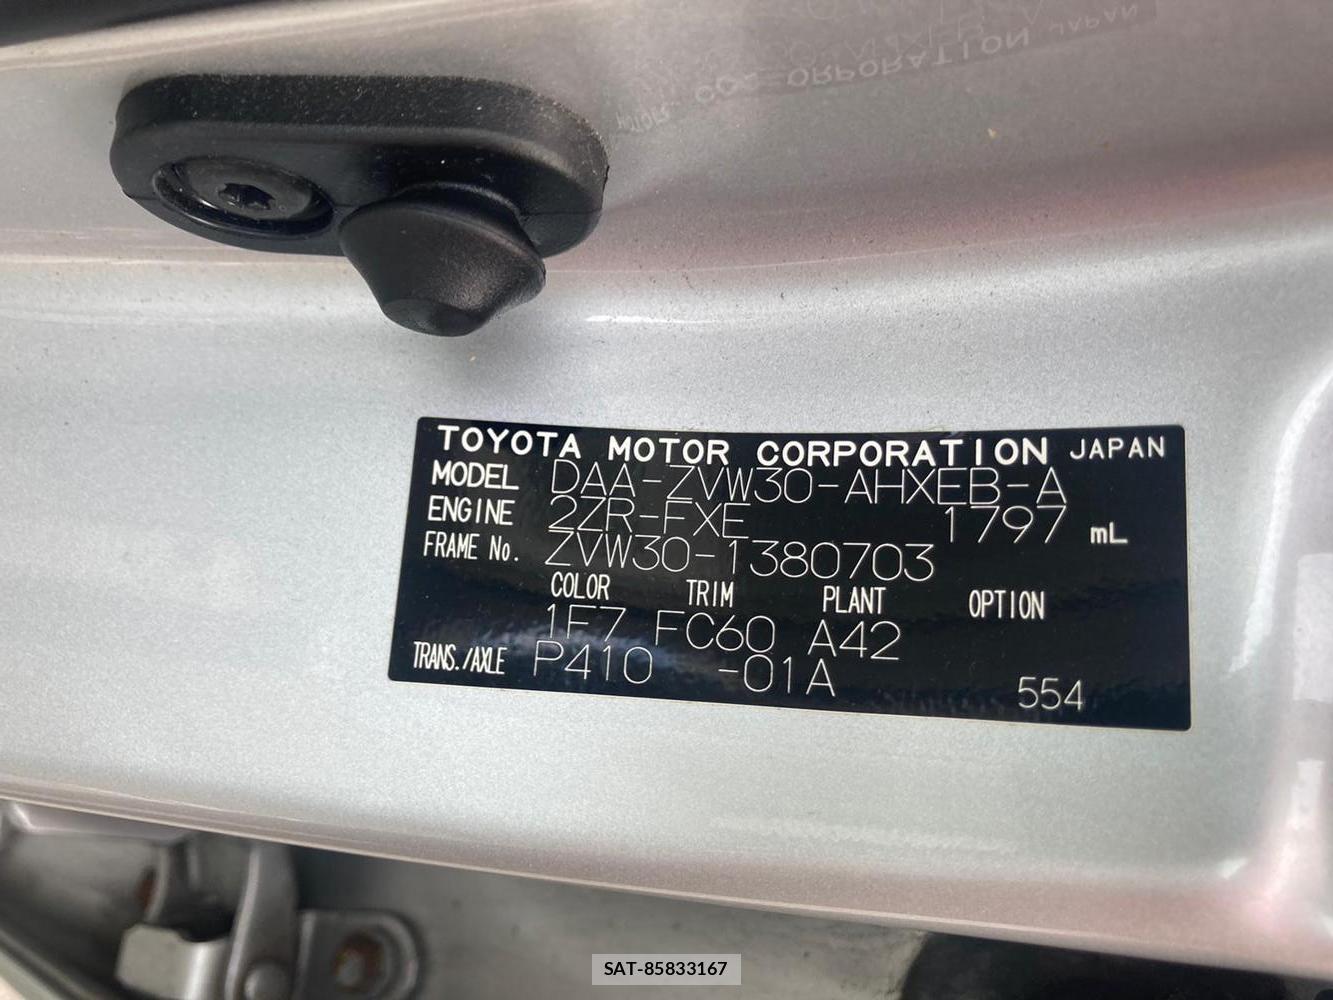 TOYOTA MOTOR CORPORATION JAPAN
MODEL DAA-ZVW30-AHXEB-A
ENGINE 2ZR-FXE 1797 mL
FRAME No. ZVW30-1380703
COLOR TRIM PLANT OPTION
1F7 FC60 A42
TRANS./AXLE P410 -01A
554
SAT-85833167